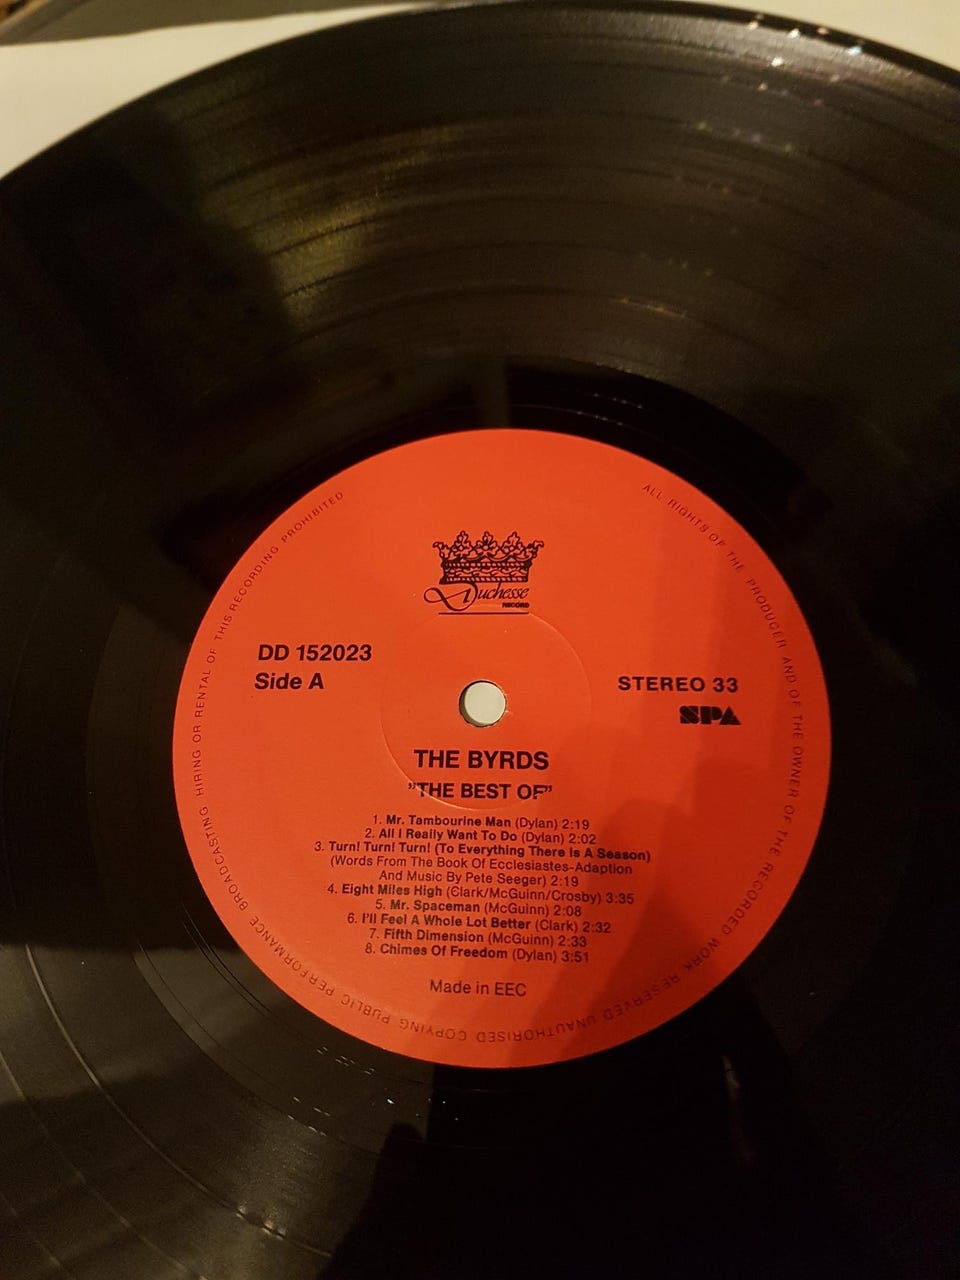 Duchesse
RECORD
DD 152023
Side A
STEREO 33
SPA
THE BYRDS
"THE BEST OF"
1. Mr. Tambourine Man (Dylan) 2:19
2. All I Really Want To Do (Dylan) 2:02
3. Turn! Turn! Turn! (To Everything There Is A Season)
(Words From The Book Of Ecclesiastes-Adaption
And Music By Pete Seeger) 2:19
4. Eight Miles High (Clark/McGuinn/Crosby) 3:35
5. Mr. Spaceman (McGuinn) 2:08
6. I'll Feel A Whole Lot Better (Clark) 2:32
7. Fifth Dimension (McGuinn) 2:33
8. Chimes Of Freedom (Dylan) 3:51
Made in EEC
ALL RIGHTS OF THE PRODUCER AND OF THE OWNER OF THE RECORDED WORK RESERVED UNAUTHORISED COPYING PUBLIC PERFORMANCE BROADCASTING HIRING OR RENTAL OF THIS RECORDING PROHIBITED